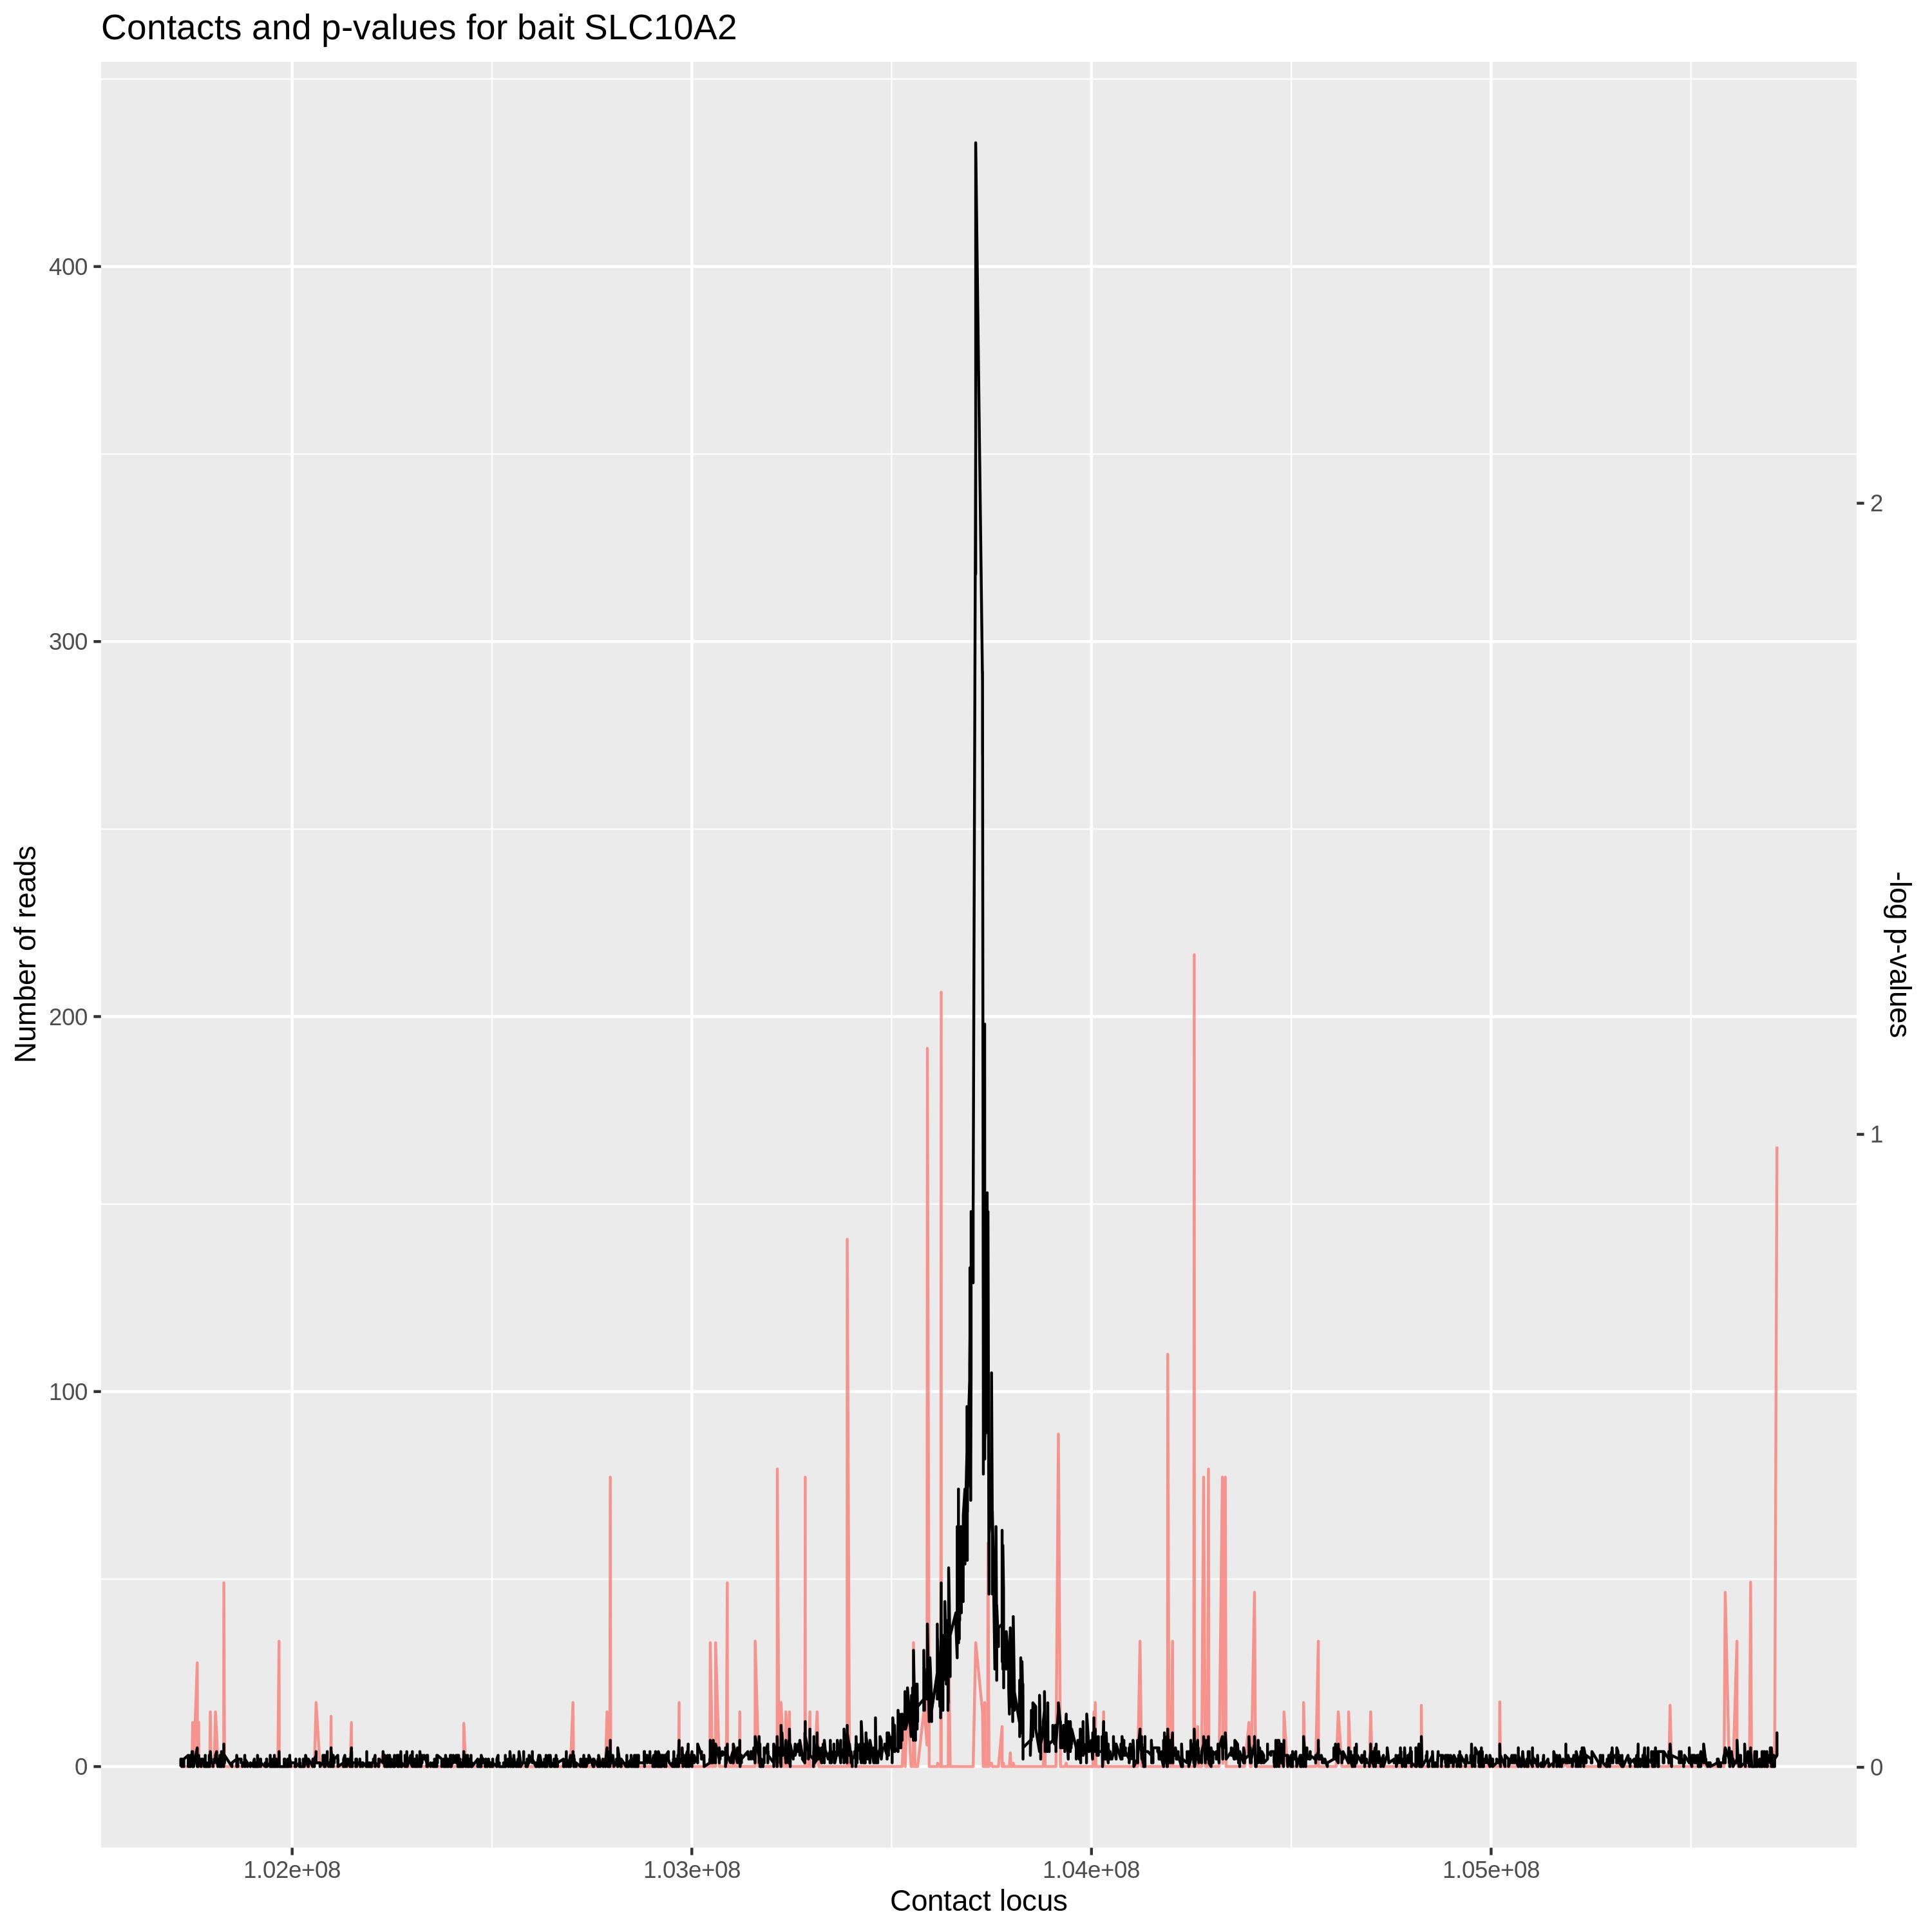 Contacts and p-values for bait SLC10A2
400
300
200
100
0
Number of reads
2
1
0
-log p-values
1.02e+08
1.03e+08
1.04e+08
1.05e+08
Contact locus